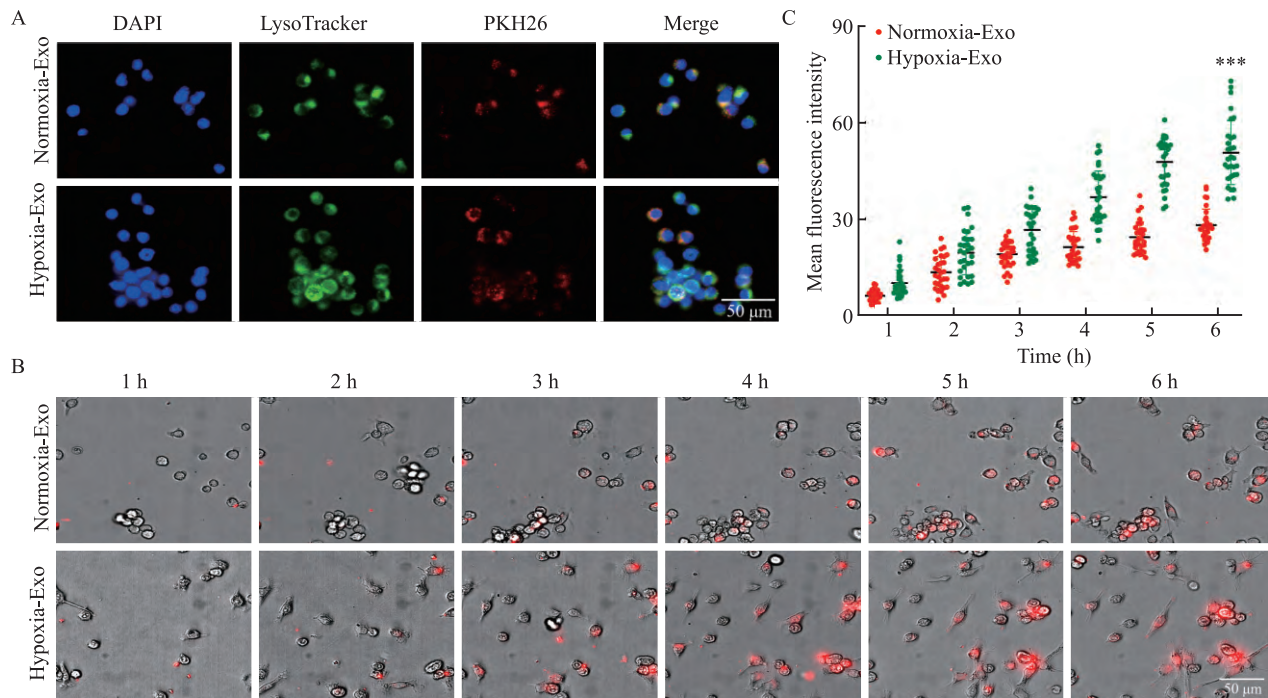 A
DAPI LysoTracker PKH26 Merge
Normoxia-Exo
Hypoxia-Exo
50 μm
C
Normoxia-Exo
Hypoxia-Exo
***
Mean fluorescence intensity
90
60
30
0
1 2 3 4 5 6
Time (h)
B
1 h 2 h 3 h 4 h 5 h 6 h
Normoxia-Exo
Hypoxia-Exo
50 μm